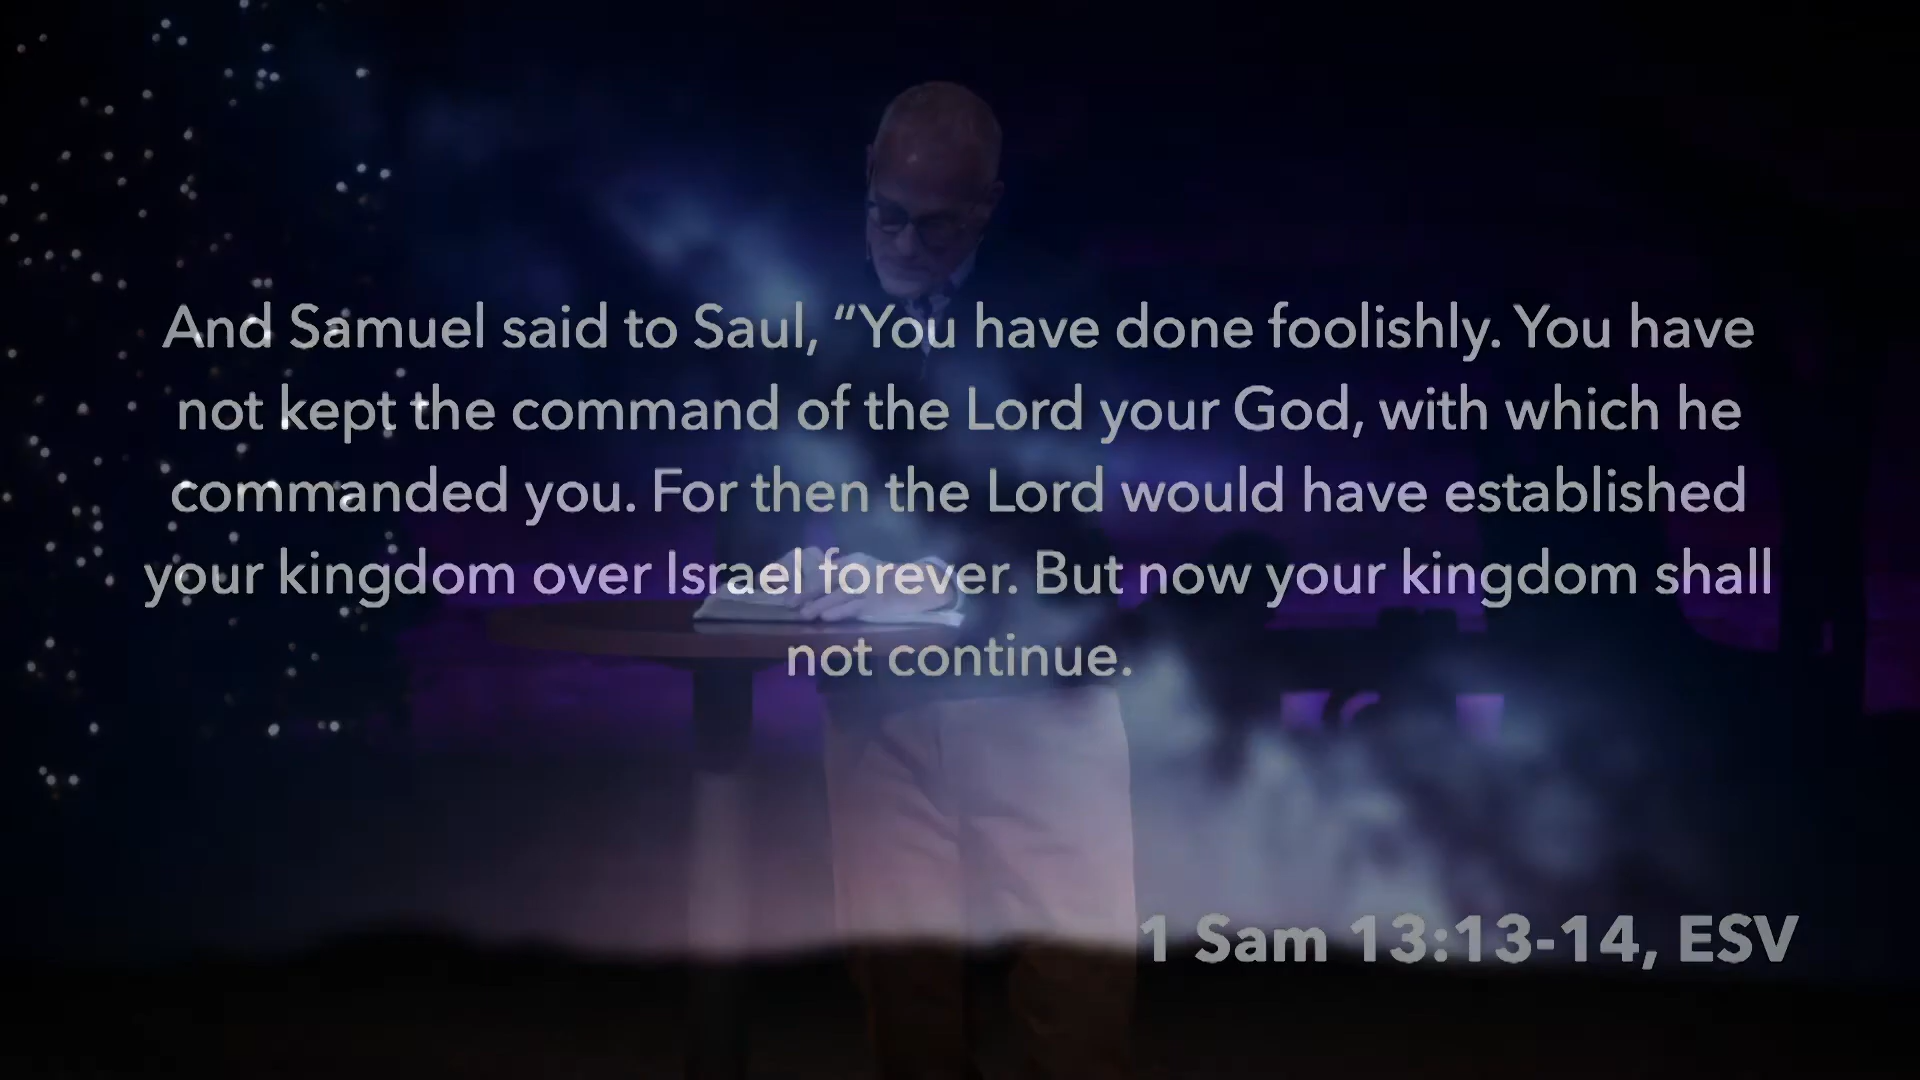 And Samuel said to Saul, “You have done foolishly. You have
not kept the command of the Lord your God, with which he
commanded you. For then the Lord would have established
your kingdom over Israel forever. But now your kingdom shall
not continue.
1 Sam 13:13-14, ESV